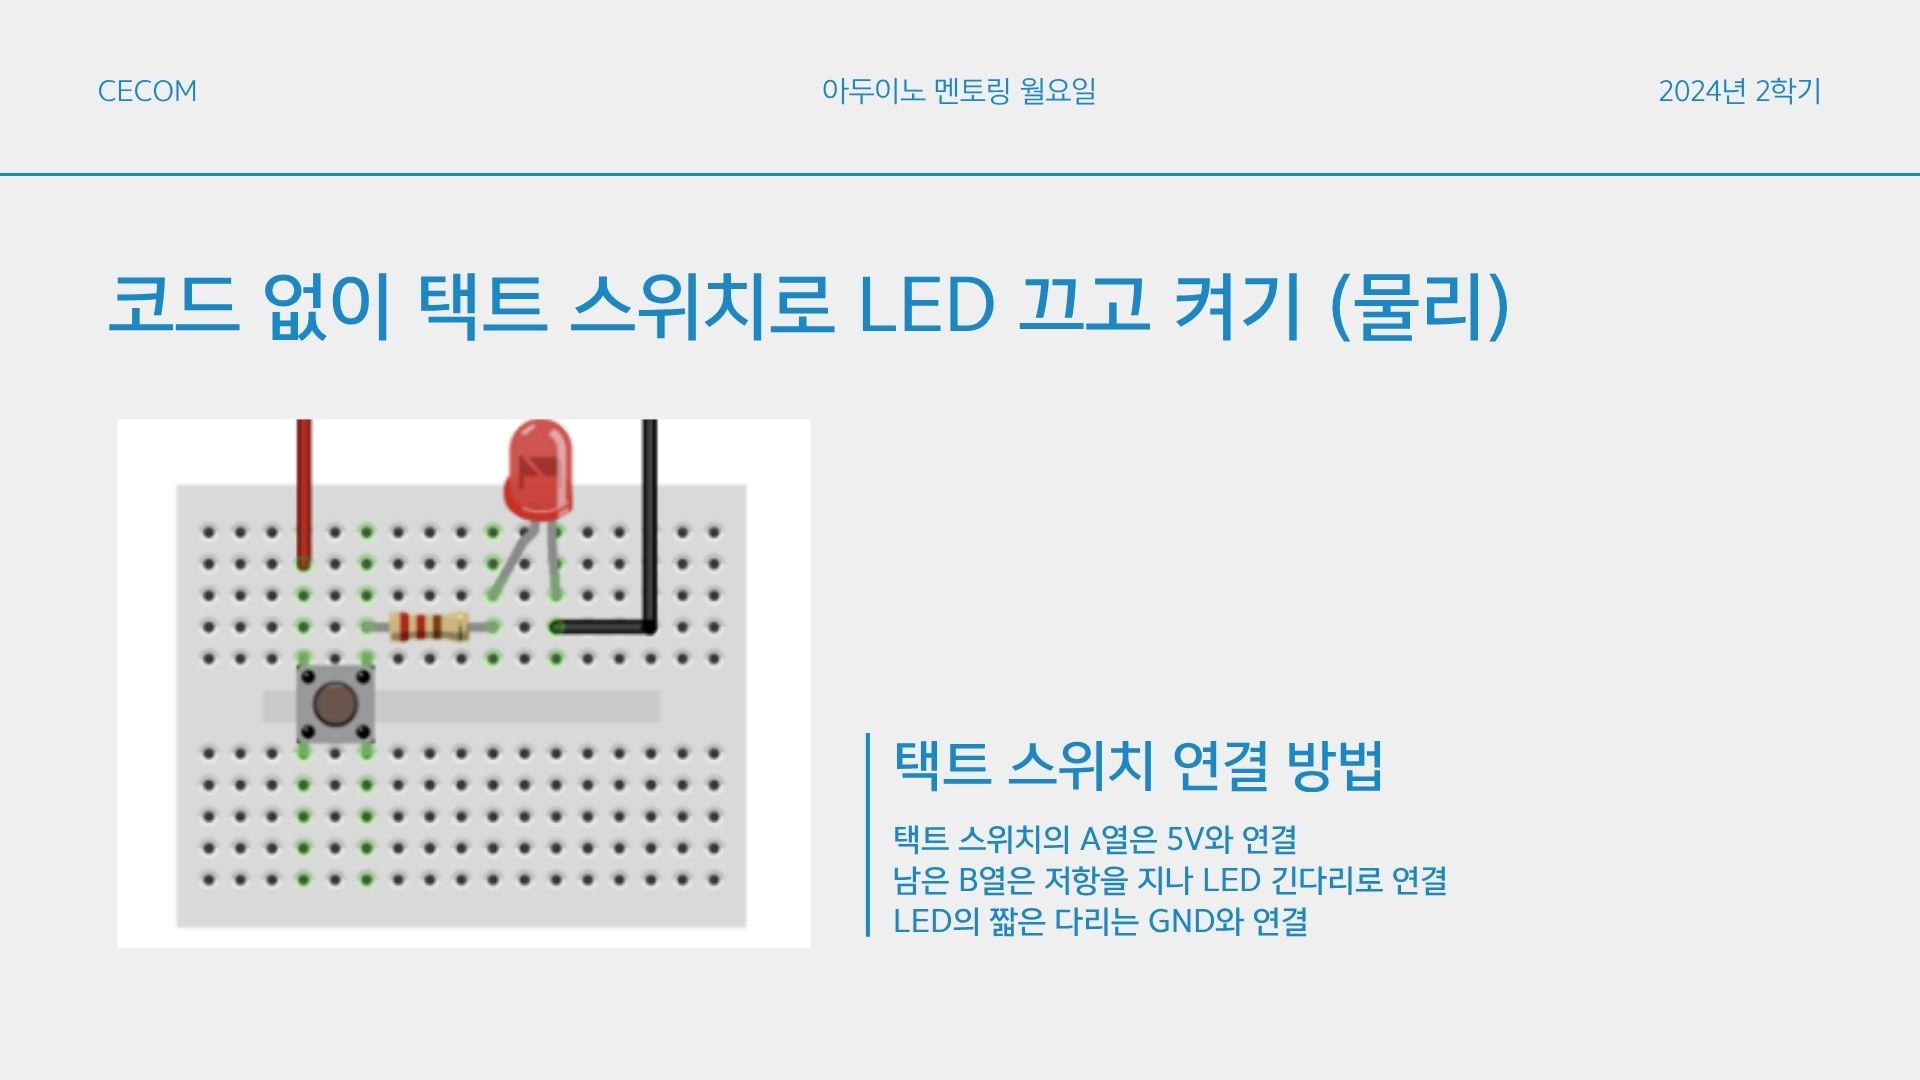 CECOM
아두이노 멘토링 월요일
2024년 2학기
코드 없이 택트 스위치로 LED 끄고 켜기 (물리)
택트 스위치 연결 방법
택트 스위치의 A열은 5V와 연결
남은 B열은 저항을 지나 LED 긴다리로 연결
LED의 짧은 다리는 GND와 연결